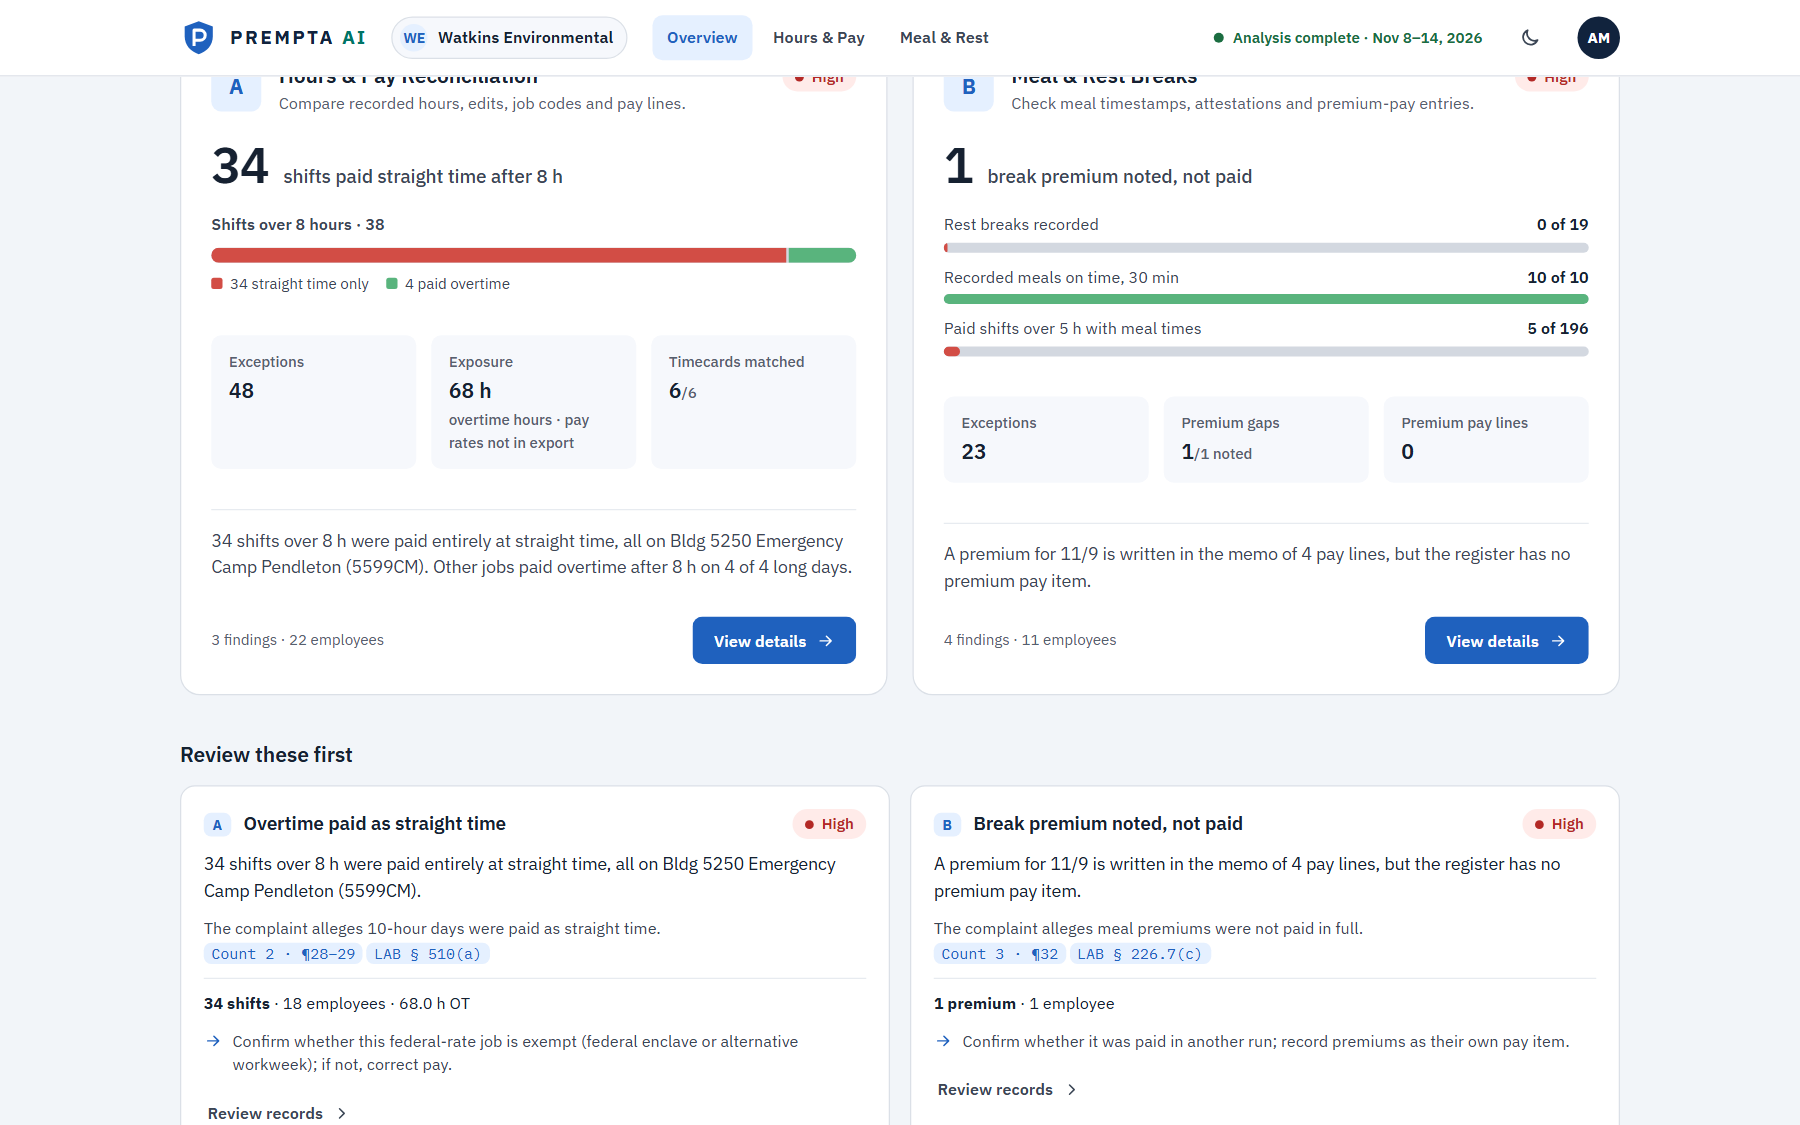 PREMPTA AI
WE Watkins Environmental
Overview
Hours & Pay
Meal & Rest
Analysis complete · Nov 8–14, 2026
AM
A
Hours & Pay Reconciliation
High
Compare recorded hours, edits, job codes and pay lines.
34 shifts paid straight time after 8 h
Shifts over 8 hours · 38
34 straight time only
4 paid overtime
Exceptions
48
Exposure
68 h
overtime hours · pay
rates not in export
Timecards matched
6/6
34 shifts over 8 h were paid entirely at straight time, all on Bldg 5250 Emergency
Camp Pendleton (5599CM). Other jobs paid overtime after 8 h on 4 of 4 long days.
3 findings · 22 employees
View details
B
Meal & Rest Breaks
High
Check meal timestamps, attestations and premium-pay entries.
1 break premium noted, not paid
Rest breaks recorded
0 of 19
Recorded meals on time, 30 min
10 of 10
Paid shifts over 5 h with meal times
5 of 196
Exceptions
23
Premium gaps
1/1 noted
Premium pay lines
0
A premium for 11/9 is written in the memo of 4 pay lines, but the register has no
premium pay item.
4 findings · 11 employees
View details
Review these first
A
Overtime paid as straight time
High
34 shifts over 8 h were paid entirely at straight time, all on Bldg 5250 Emergency
Camp Pendleton (5599CM).
The complaint alleges 10-hour days were paid as straight time.
Count 2 · ¶28–29
LAB § 510(a)
34 shifts · 18 employees · 68.0 h OT
Confirm whether this federal-rate job is exempt (federal enclave or alternative
workweek); if not, correct pay.
Review records
B
Break premium noted, not paid
High
A premium for 11/9 is written in the memo of 4 pay lines, but the register has no
premium pay item.
The complaint alleges meal premiums were not paid in full.
Count 3 · ¶32
LAB § 226.7(c)
1 premium · 1 employee
Confirm whether it was paid in another run; record premiums as their own pay item.
Review records